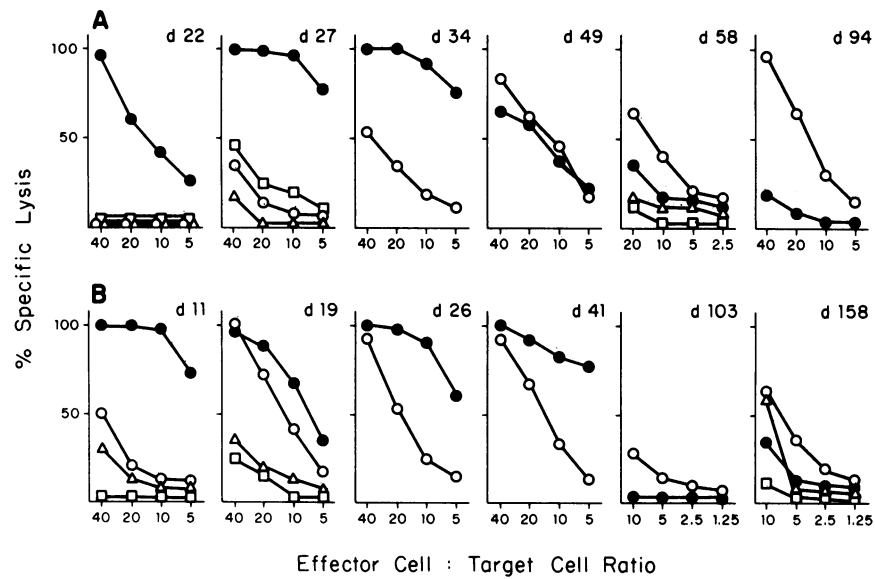 A
d 22 d 27 d 34 d 49 d 58 d 94
100
50
40 20 10 5 40 20 10 5 40 20 10 5 40 20 10 5 20 10 5 2.5 40 20 10 5
% Specific Lysis
B
d 11 d 19 d 26 d 41 d 103 d 158
100
50
40 20 10 5 40 20 10 5 40 20 10 5 40 20 10 5 10 5 2.5 1.25 10 5 2.5 1.25
Effector Cell : Target Cell Ratio